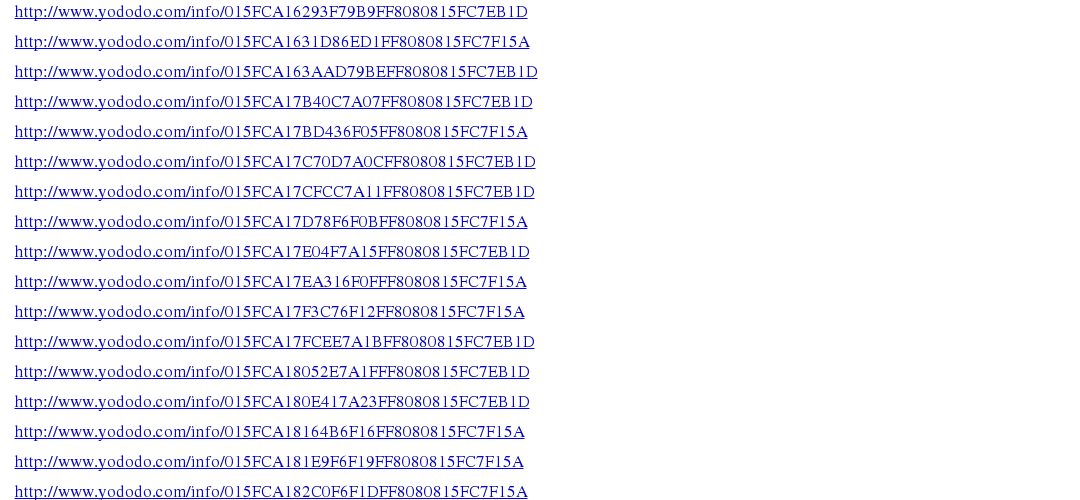 http://www.yododo.com/info/015FCA16293F79B9FF8080815FC7EB1D
http://www.yododo.com/info/015FCA1631D86ED1FF8080815FC7F15A
http://www.yododo.com/info/015FCA163AAD79BEFF8080815FC7EB1D
http://www.yododo.com/info/015FCA17B40C7A07FF8080815FC7EB1D
http://www.yododo.com/info/015FCA17BD436F05FF8080815FC7F15A
http://www.yododo.com/info/015FCA17C70D7A0CFF8080815FC7EB1D
http://www.yododo.com/info/015FCA17CFCC7A11FF8080815FC7EB1D
http://www.yododo.com/info/015FCA17D78F6F0BFF8080815FC7F15A
http://www.yododo.com/info/015FCA17E04F7A15FF8080815FC7EB1D
http://www.yododo.com/info/015FCA17EA316F0FFF8080815FC7F15A
http://www.yododo.com/info/015FCA17F3C76F12FF8080815FC7F15A
http://www.yododo.com/info/015FCA17FCEE7A1BFF8080815FC7EB1D
http://www.yododo.com/info/015FCA18052E7A1FFF8080815FC7EB1D
http://www.yododo.com/info/015FCA180E417A23FF8080815FC7EB1D
http://www.yododo.com/info/015FCA18164B6F16FF8080815FC7F15A
http://www.yododo.com/info/015FCA181E9F6F19FF8080815FC7F15A
http://www.yododo.com/info/015FCA182C0F6F1DFF8080815FC7F15A